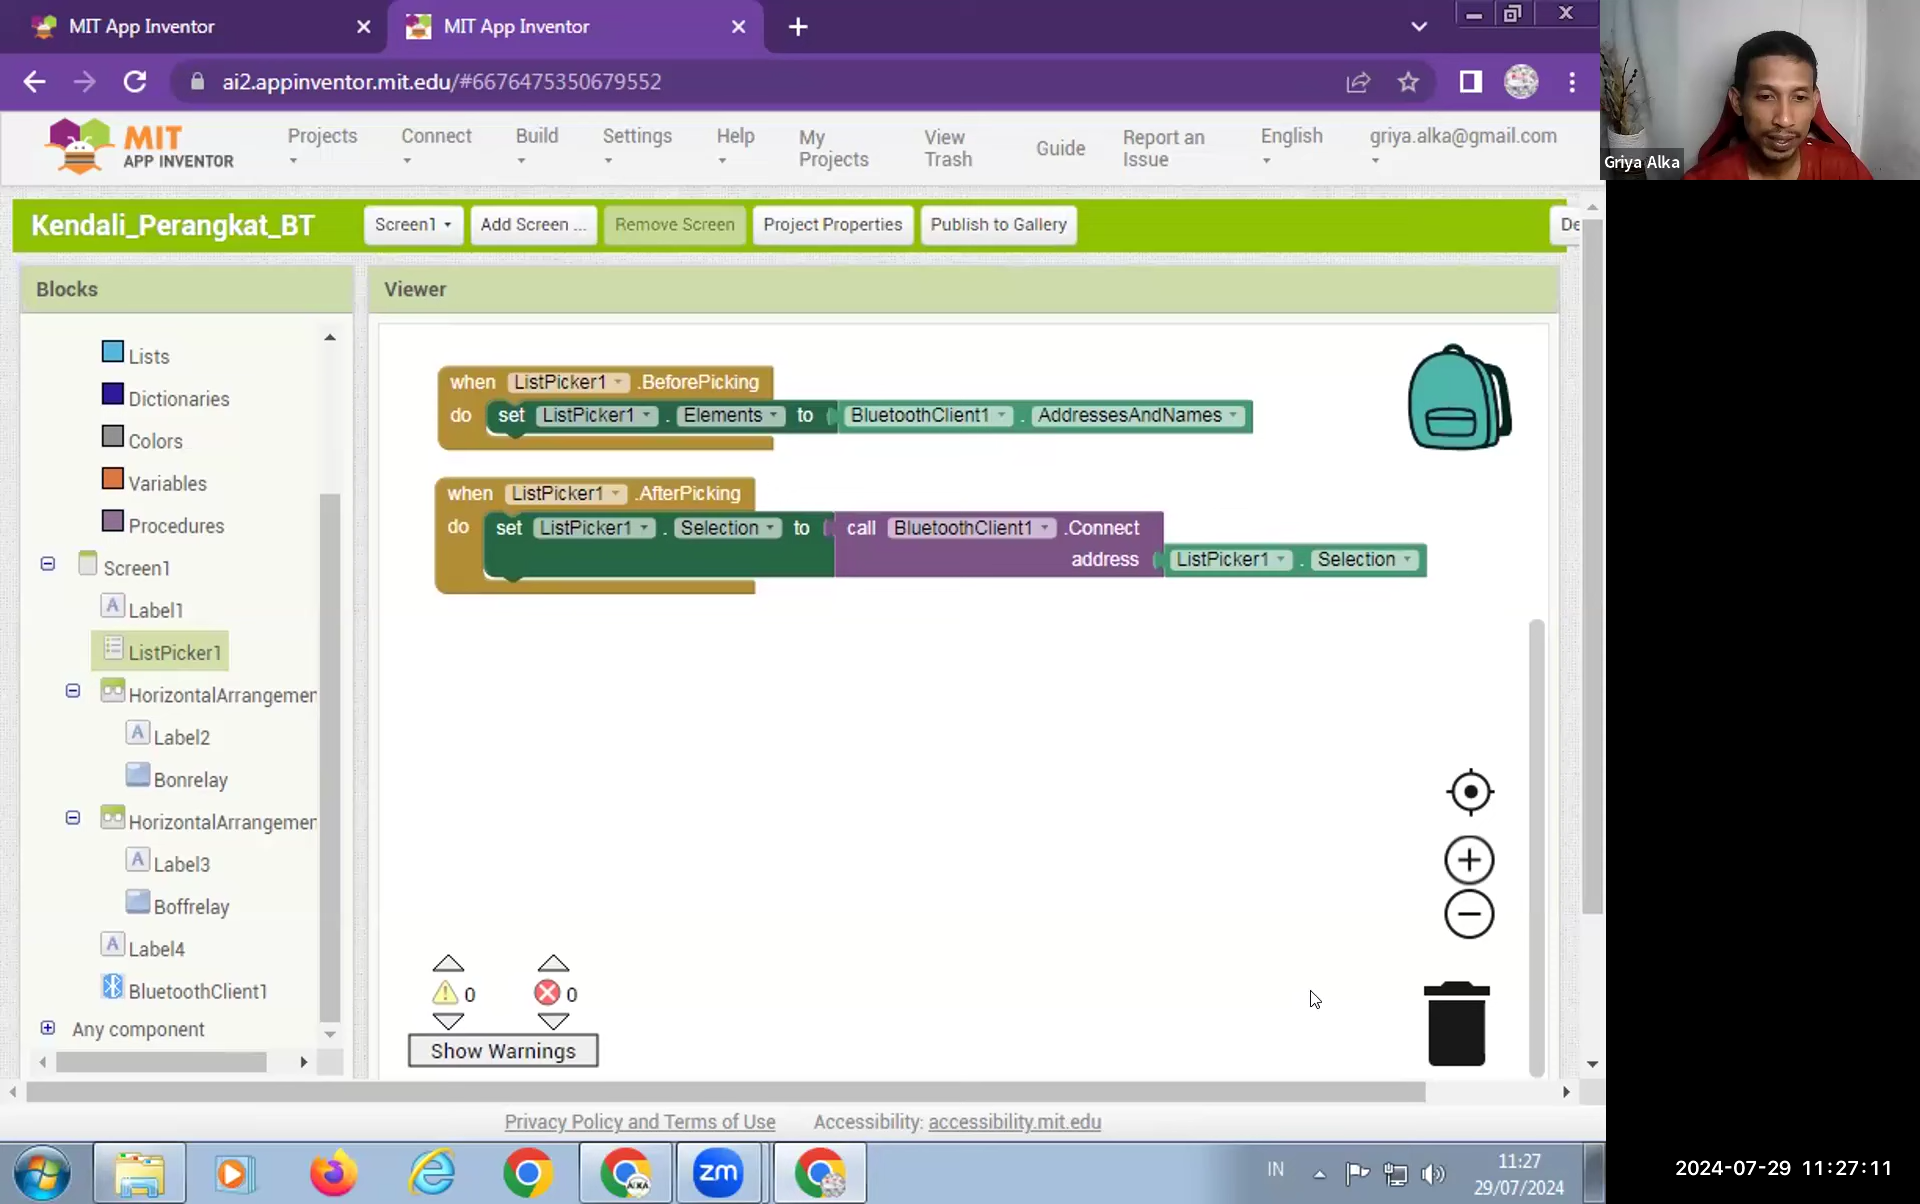 MIT App Inventor
MIT App Inventor
ai2.appinventor.mit.edu/#6676475350679552
Griya Alka
MIT
APP INVENTOR
Projects
Connect
Build
Settings
Help
My
Projects
View
Trash
Guide
Report an
Issue
English
griya.alka@gmail.com
Kendali_Perangkat_BT
Screen1
Add Screen ...
Remove Screen
Project Properties
Publish to Gallery
De
Blocks
Viewer
Lists
Dictionaries
Colors
Variables
Procedures
Screen1
Label1
ListPicker1
HorizontalArrangemen
Label2
Bonrelay
HorizontalArrangemen
Label3
Boffrelay
Label4
BluetoothClient1
Any component
when ListPicker1 .BeforePicking
do set ListPicker1 . Elements to BluetoothClient1 . AddressesAndNames
when ListPicker1 .AfterPicking
do set ListPicker1 . Selection to call BluetoothClient1 .Connect
address ListPicker1 . Selection
0
0
Show Warnings
Privacy Policy and Terms of Use
Accessibility: accessibility.mit.edu
zm
IN
11:27
29/07/2024
2024-07-29 11:27:11